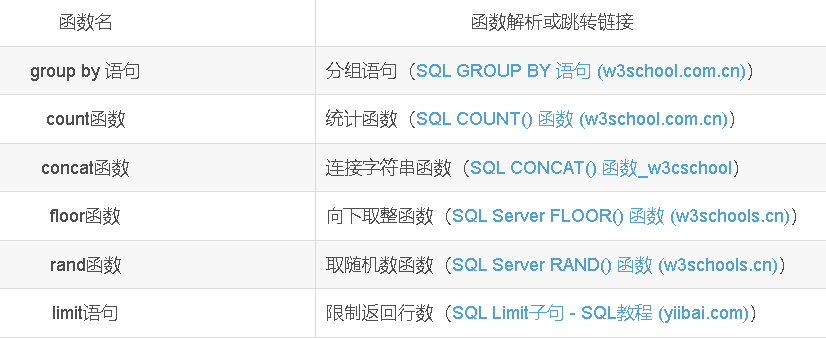 函数名 函数解析或跳转链接
group by 语句 分组语句（SQL GROUP BY 语句 (w3school.com.cn)）
count函数 统计函数（SQL COUNT() 函数 (w3school.com.cn)）
concat函数 连接字符串函数（SQL CONCAT() 函数_w3cschool）
floor函数 向下取整函数（SQL Server FLOOR() 函数 (w3schools.cn)）
rand函数 取随机数函数（SQL Server RAND() 函数 (w3schools.cn)）
limit语句 限制返回行数（SQL Limit子句 - SQL教程 (yiibai.com)）